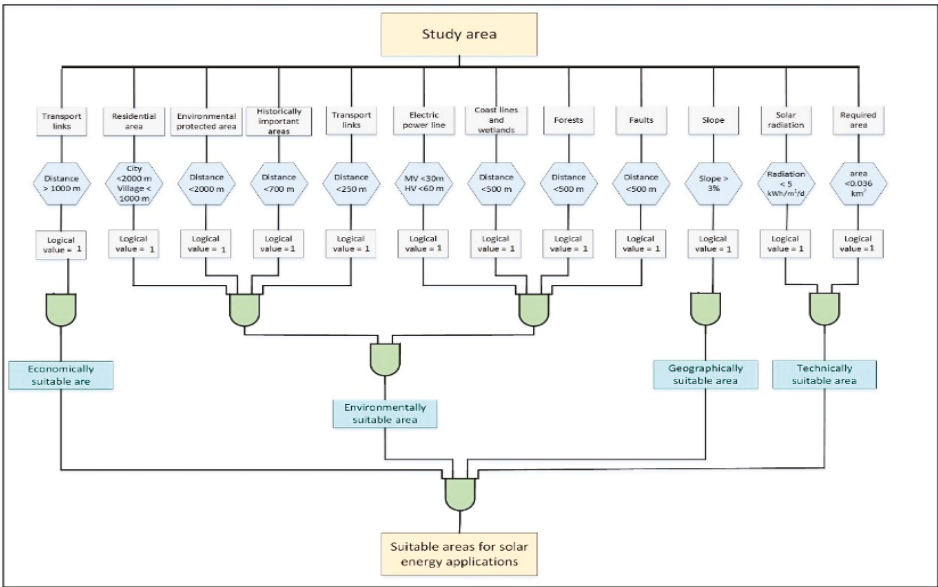 Study area
Transport
links
Residential
area
Environmental
protected area
Historically
important
areas
Transport
links
Electric
power line
Coast lines
and
wetlands
Forests
Faults
Slope
Solar
radiation
Required
area
Distance
> 1000 m
City
<2000 m
Village <
1000 m
Distance
<2000 m
Distance
<700 m
Distance
<250 m
MV <30m
HV <60 m
Distance
<500 m
Distance
<500 m
Distance
<500 m
Slope >
3%
Radiation
< 5
kWh/m²/d
area
<0.036
km²
Logical
value = 1
Logical
value = 1
Logical
value = 1
Logical
value = 1
Logical
value = 1
Logical
value = 1
Logical
value = 1
Logical
value = 1
Logical
value = 1
Logical
value = 1
Logical
value = 1
Logical
value = 1
Economically
suitable are
Geographically
suitable area
Technically
suitable area
Environmentally
suitable area
Suitable areas for solar
energy applications